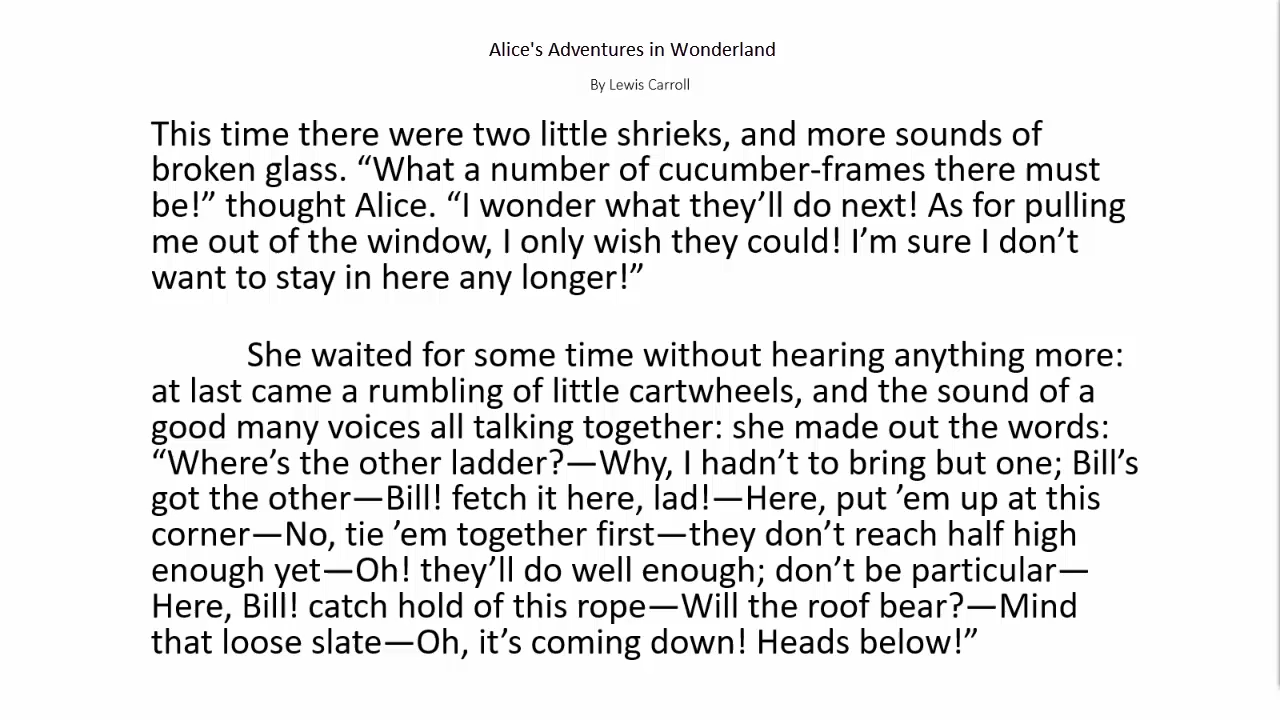 Alice's Adventures in Wonderland
By Lewis Carroll
This time there were two little shrieks, and more sounds of
broken glass. “What a number of cucumber-frames there must
be!” thought Alice. “I wonder what they’ll do next! As for pulling
me out of the window, I only wish they could! I’m sure I don’t
want to stay in here any longer!”
She waited for some time without hearing anything more:
at last came a rumbling of little cartwheels, and the sound of a
good many voices all talking together: she made out the words:
“Where’s the other ladder?—Why, I hadn’t to bring but one; Bill’s
got the other—Bill! fetch it here, lad!—Here, put ’em up at this
corner—No, tie ’em together first—they don’t reach half high
enough yet—Oh! they’ll do well enough; don’t be particular—
Here, Bill! catch hold of this rope—Will the roof bear?—Mind
that loose slate—Oh, it’s coming down! Heads below!”